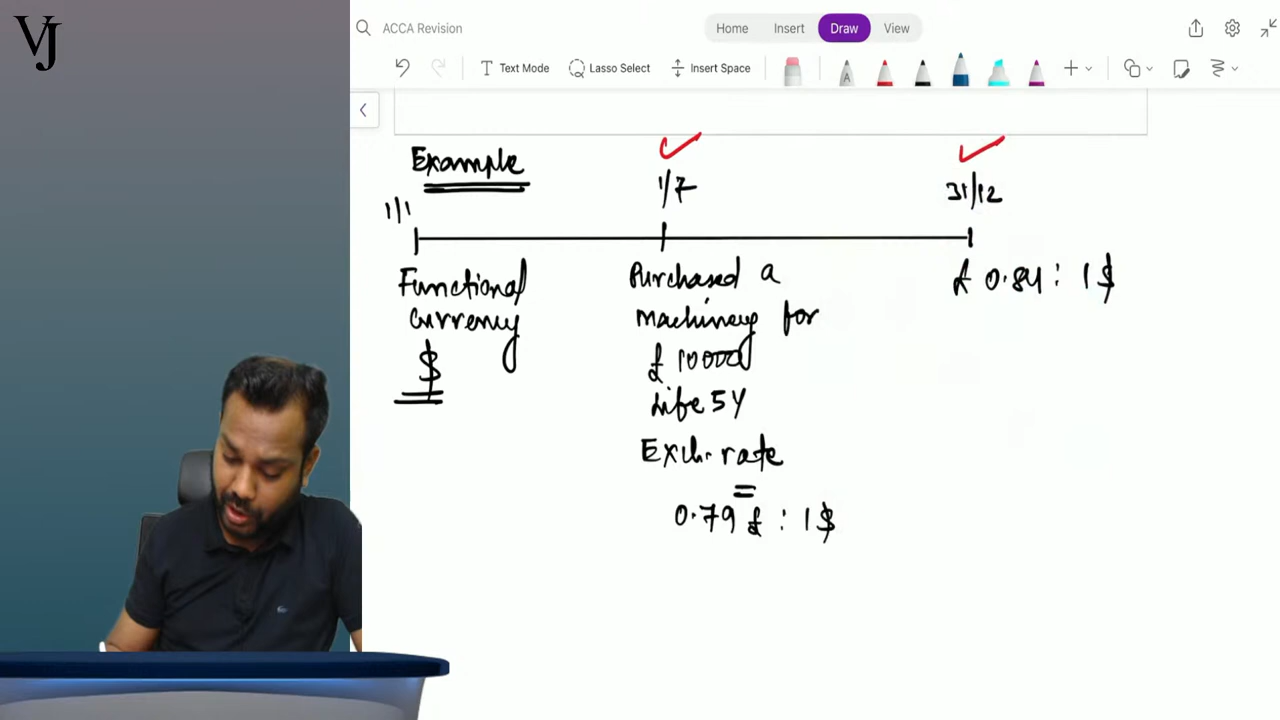 VJ
ACCA Revision
Home Insert Draw View
Text Mode Lasso Select Insert Space
Example
1/7
31/12
1/1
Functional
currency
$
Purchased a
Machinery for
£ 10000
Life 5Y
Exch. rate
=
0.79 £ : 1 $
£ 0.84 : 1 $